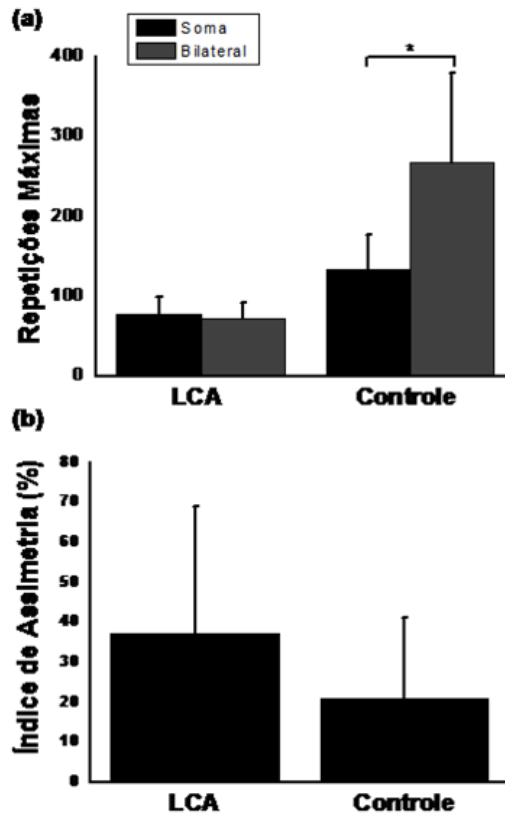 (a)
Soma
Bilateral
*
Repetições Máximas
400
300
200
100
0
LCA
Controle
(b)
Índice de Assimetria (%)
80
70
60
50
40
30
20
10
0
LCA
Controle